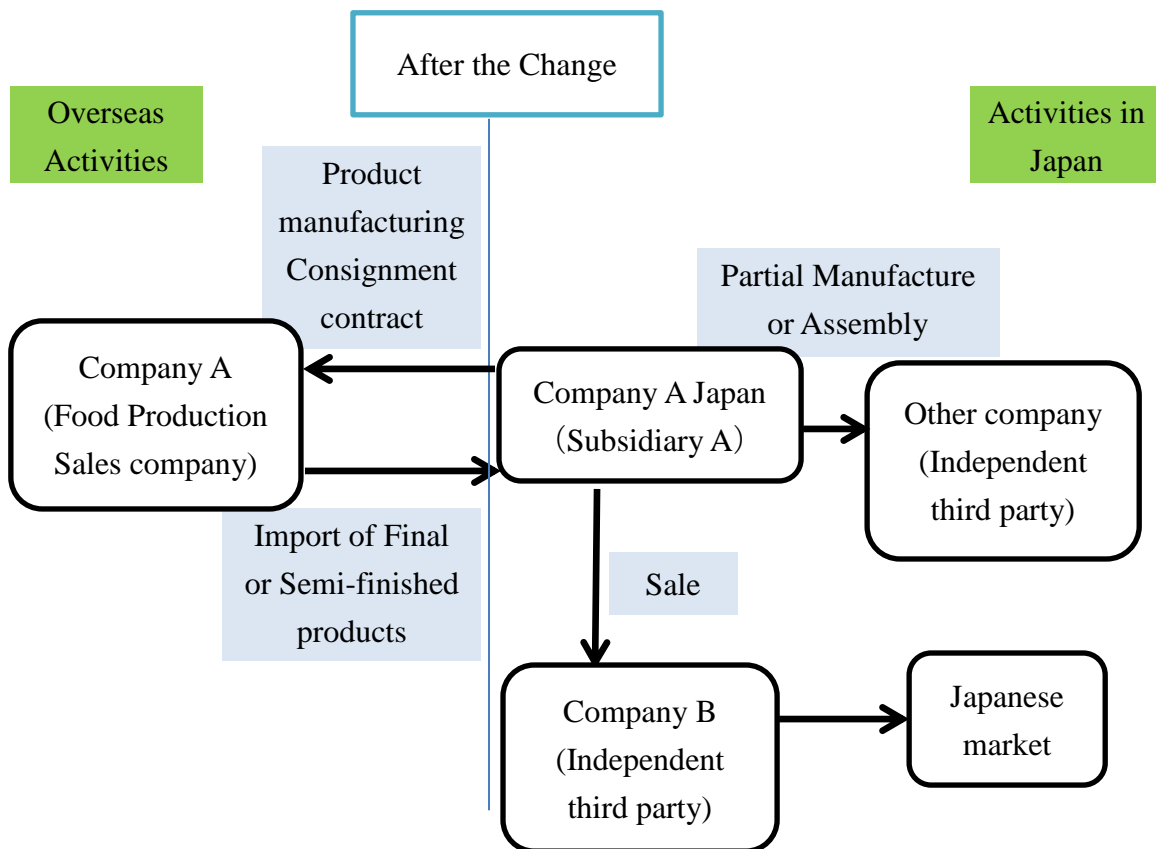 After the Change
Overseas
Activities
Activities in
Japan
Product
manufacturing
Consignment
contract
Partial Manufacture
or Assembly
Company A
(Food Production
Sales company)
Company A Japan
（Subsidiary A）
Other company
(Independent
third party)
Import of Final
or Semi-finished
products
Sale
Company B
(Independent
third party)
Japanese
market